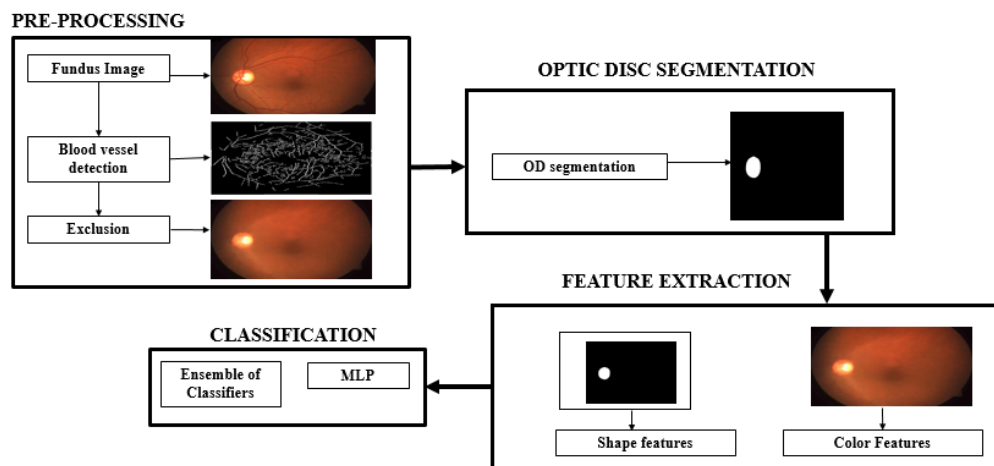 PRE-PROCESSING
Fundus Image
Blood vessel
detection
Exclusion
OPTIC DISC SEGMENTATION
OD segmentation
FEATURE EXTRACTION
Shape features
Color Features
CLASSIFICATION
Ensemble of
Classifiers
MLP